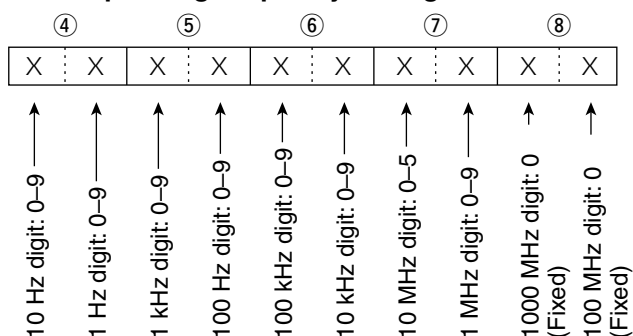 ④ ⑤ ⑥ ⑦ ⑧
X X X X X X X X X X
10 Hz digit: 0–9
1 Hz digit: 0–9
1 kHz digit: 0–9
100 Hz digit: 0–9
100 kHz digit: 0–9
10 kHz digit: 0–9
10 MHz digit: 0–5
1 MHz digit: 0–9
1000 MHz digit: 0
(Fixed)
100 MHz digit: 0
(Fixed)